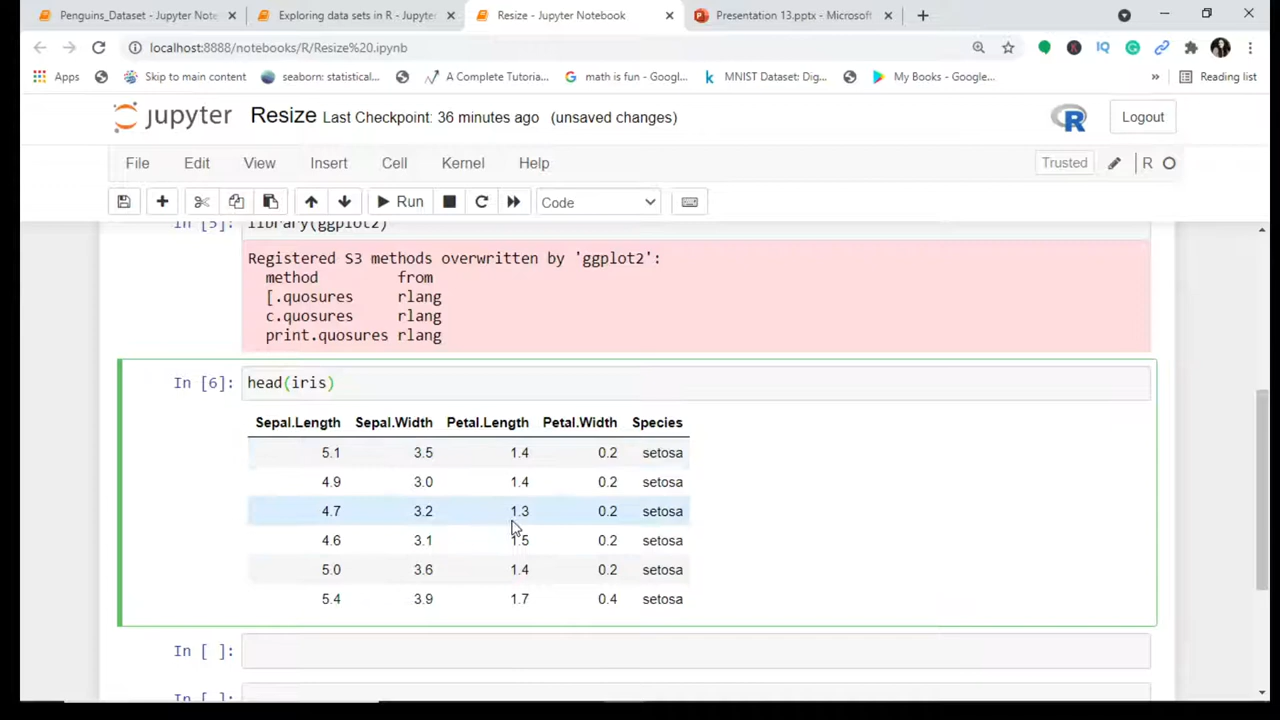 Penguins_Dataset - Jupyter Note
Exploring data sets in R - Jupyter
Resize - Jupyter Notebook
Presentation 13.pptx - Microsoft
localhost:8888/notebooks/R/Resize%20.ipynb
Apps
Skip to main content
seaborn: statistical...
A Complete Tutoria...
math is fun - Googl...
MNIST Dataset: Dig...
My Books - Google...
Reading list
jupyter
Resize Last Checkpoint: 36 minutes ago (unsaved changes)
R
Logout
File Edit View Insert Cell Kernel Help
Trusted
R
Run
Code
In [5]: library(ggplot2)
Registered S3 methods overwritten by 'ggplot2':
method from
[.quosures rlang
c.quosures rlang
print.quosures rlang
In [6]: head(iris)
Sepal.Length Sepal.Width Petal.Length Petal.Width Species
5.1 3.5 1.4 0.2 setosa
4.9 3.0 1.4 0.2 setosa
4.7 3.2 1.3 0.2 setosa
4.6 3.1 1.5 0.2 setosa
5.0 3.6 1.4 0.2 setosa
5.4 3.9 1.7 0.4 setosa
In [ ]:
In [ ]: